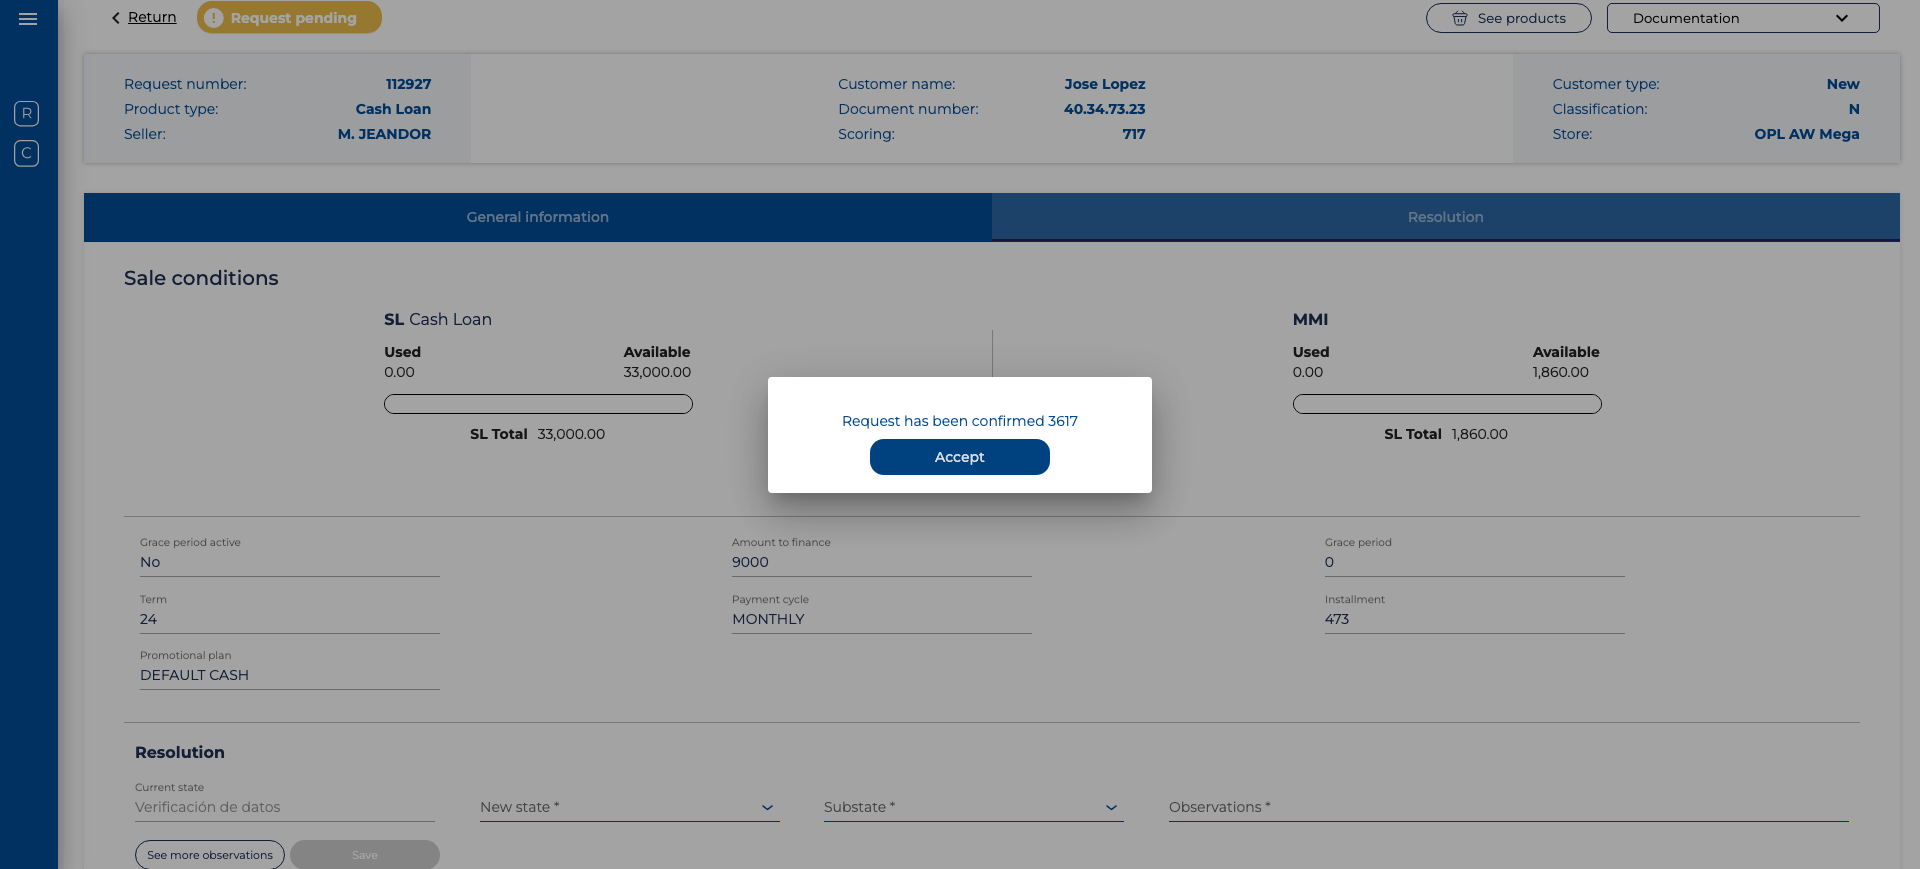 Return
Request pending
See products
Documentation
R
C
Request number: 112927
Product type: Cash Loan
Seller: M. JEANDOR
Customer name: Jose Lopez
Document number: 40.34.73.23
Scoring: 717
Customer type: New
Classification: N
Store: OPL AW Mega
General information
Resolution
Sale conditions
SL Cash Loan
Used Available
0.00 33,000.00
SL Total 33,000.00
MMI
Used Available
0.00 1,860.00
SL Total 1,860.00
Request has been confirmed 3617
Accept
Grace period active
No
Amount to finance
9000
Grace period
0
Term
24
Payment cycle
MONTHLY
Installment
473
Promotional plan
DEFAULT CASH
Resolution
Current state
Verificación de datos
New state *
Substate *
Observations *
See more observations
Save